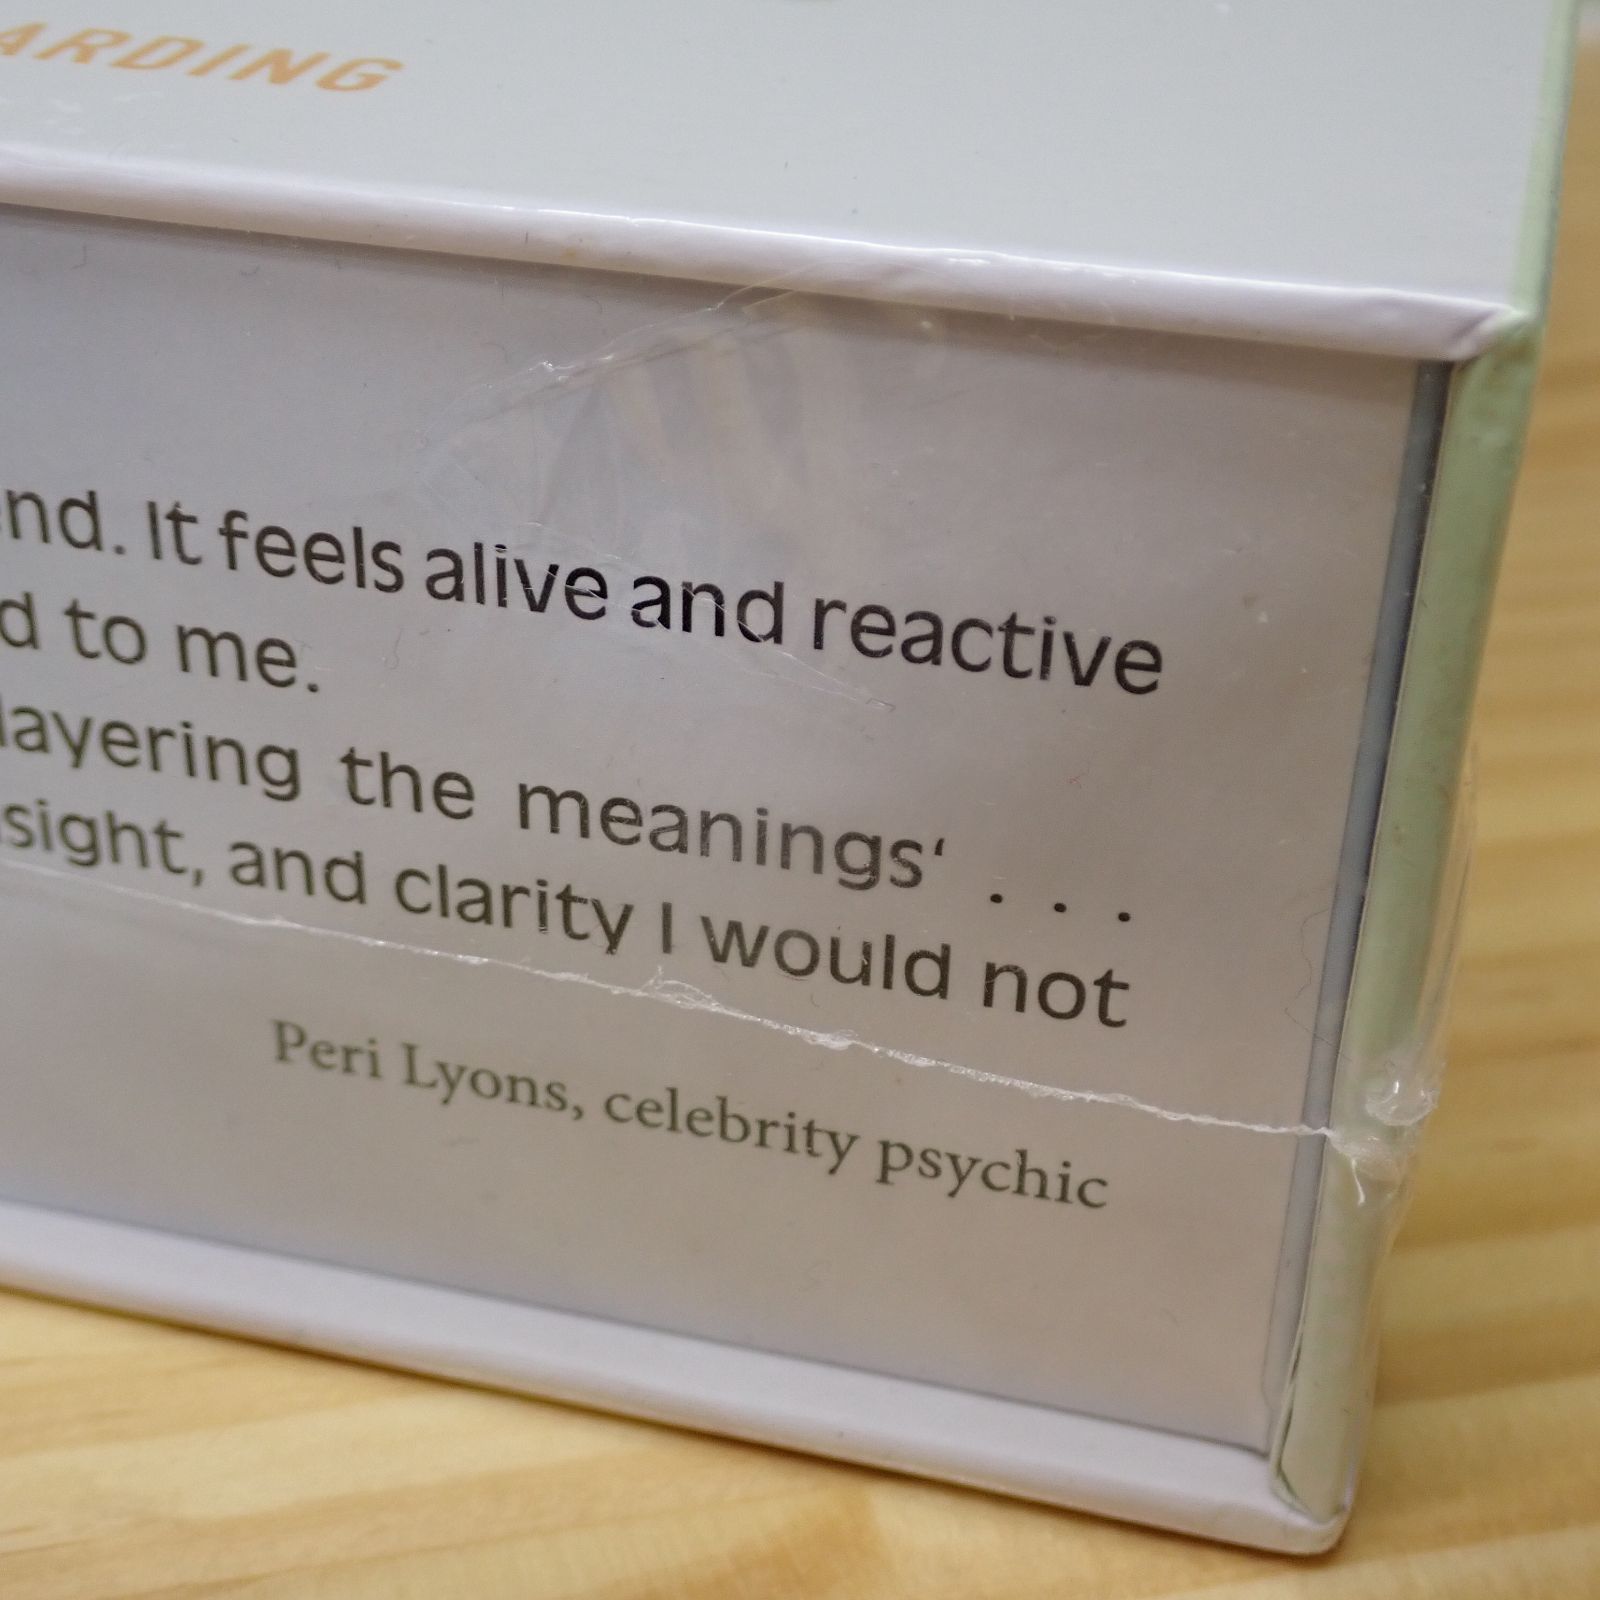 ARDING
nd. It feels alive and reactive
d to me.
layering the meanings‘ . . .
sight, and clarity I would not
Peri Lyons, celebrity psychic